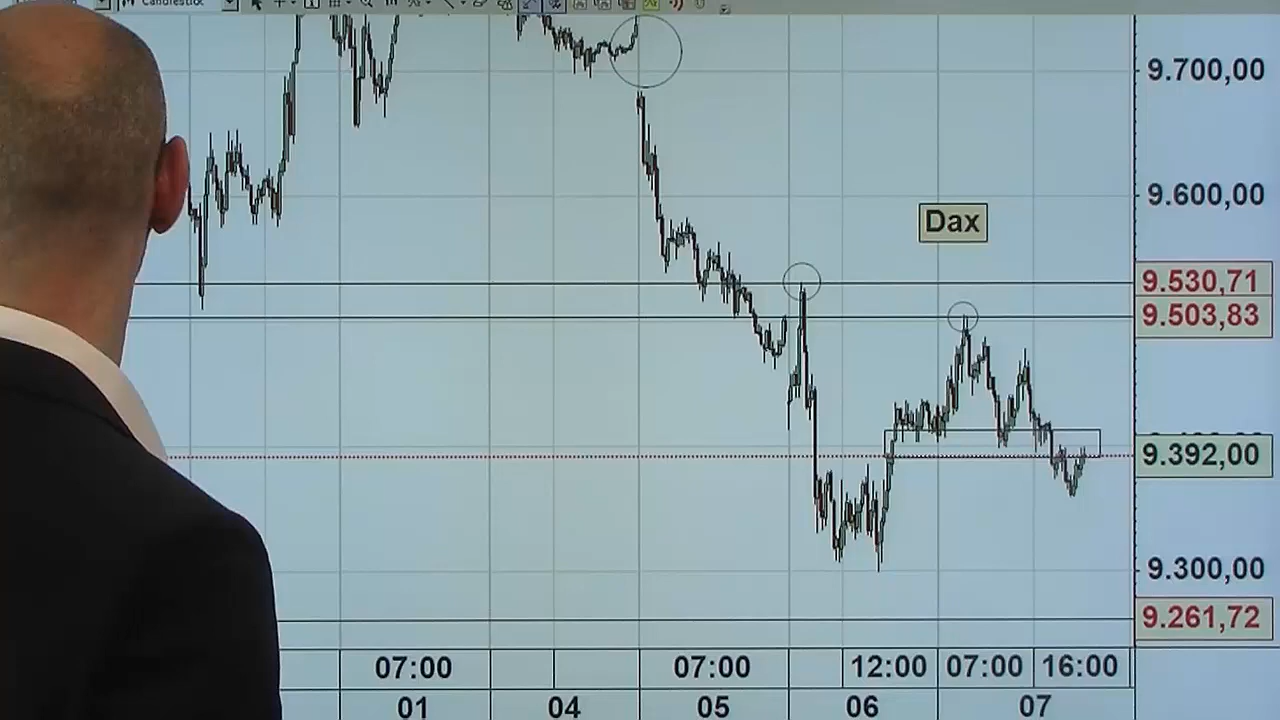 Candlestick
9.700,00
9.600,00
Dax
9.530,71
9.503,83
9.392,00
9.300,00
9.261,72
07:00 07:00 12:00 07:00 16:00
01 04 05 06 07